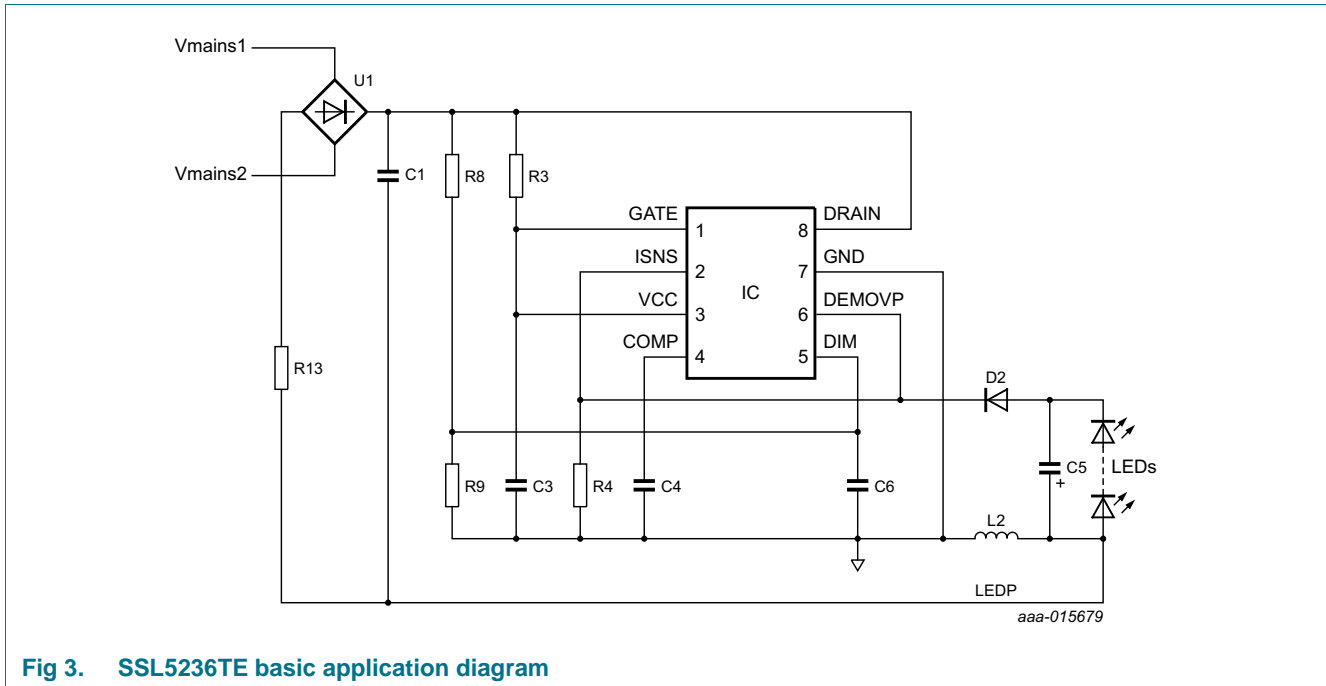 Vmains1
U1
Vmains2
C1
R8
R3
GATE
DRAIN
1
8
ISNS
GND
2
7
IC
VCC
DEMOVP
3
6
COMP
DIM
4
5
R13
D2
R9
C3
R4
C4
C6
C5
+
LEDs
L2
LEDP
aaa-015679
Fig 3. SSL5236TE basic application diagram